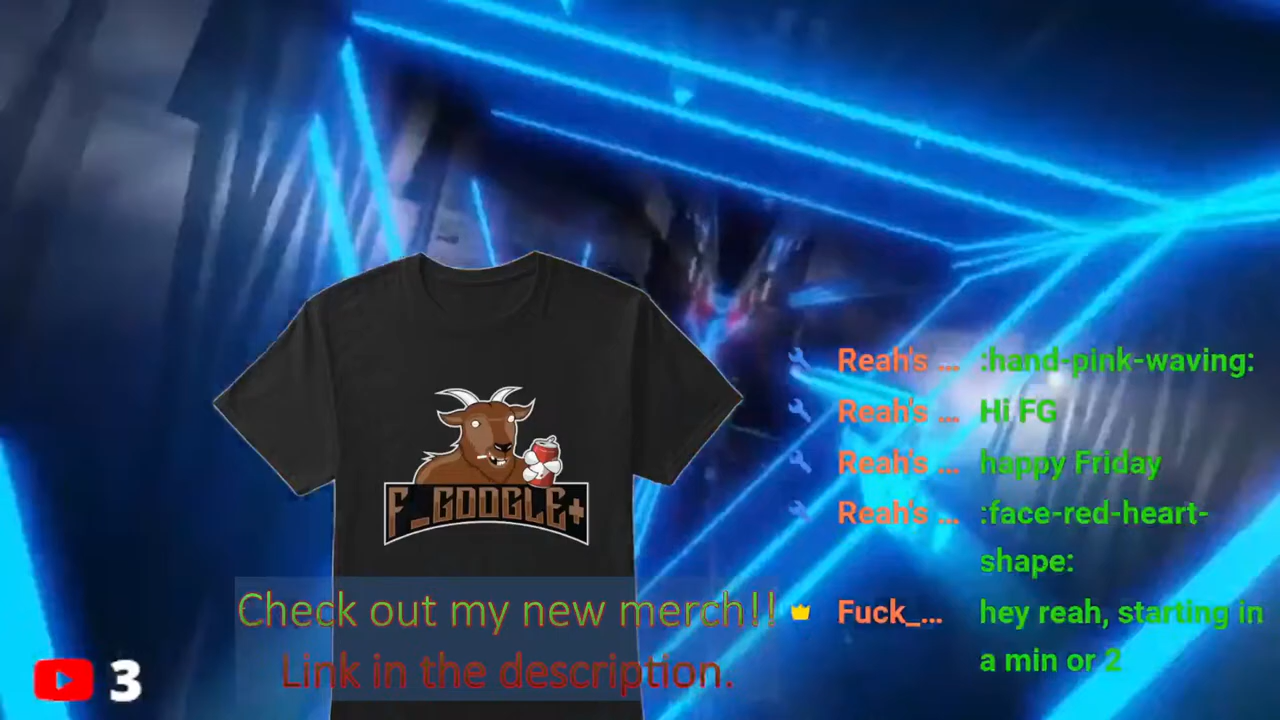 Reah's ... :hand-pink-waving:
Reah's ... Hi FG
Reah's ... happy Friday
Reah's ... :face-red-heart-
shape:
Fuck_... hey reah, starting in
a min or 2
F_GOOGLE+
Check out my new merch!!
Link in the description.
3